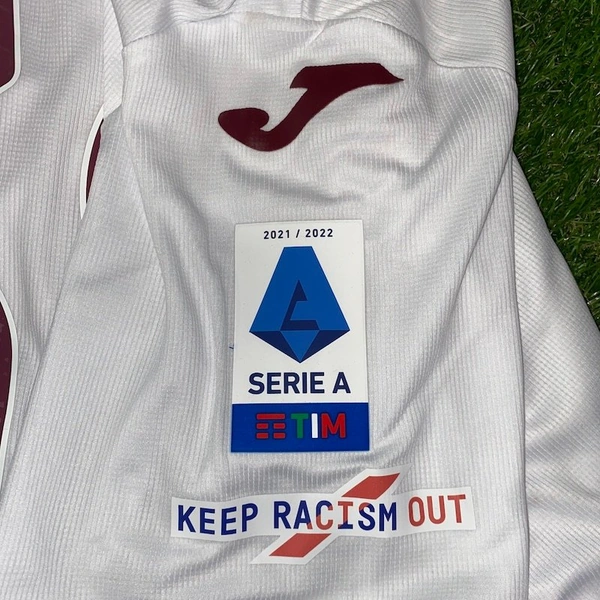 2021 / 2022
SERIE A
TIM
KEEP RACISM OUT